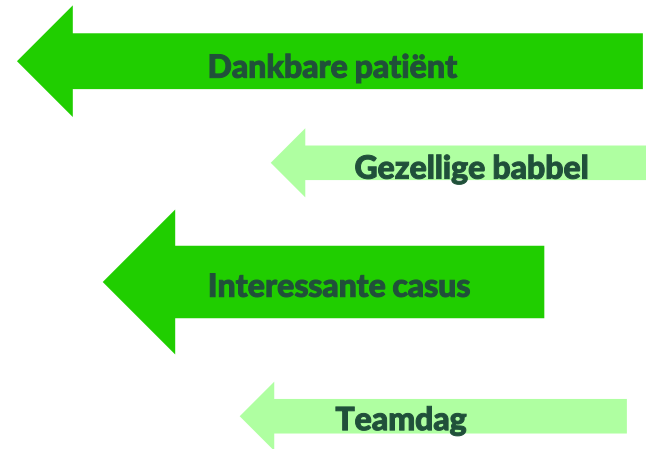 Dankbare patiënt
Gezellige babbel
Interessante casus
Teamdag